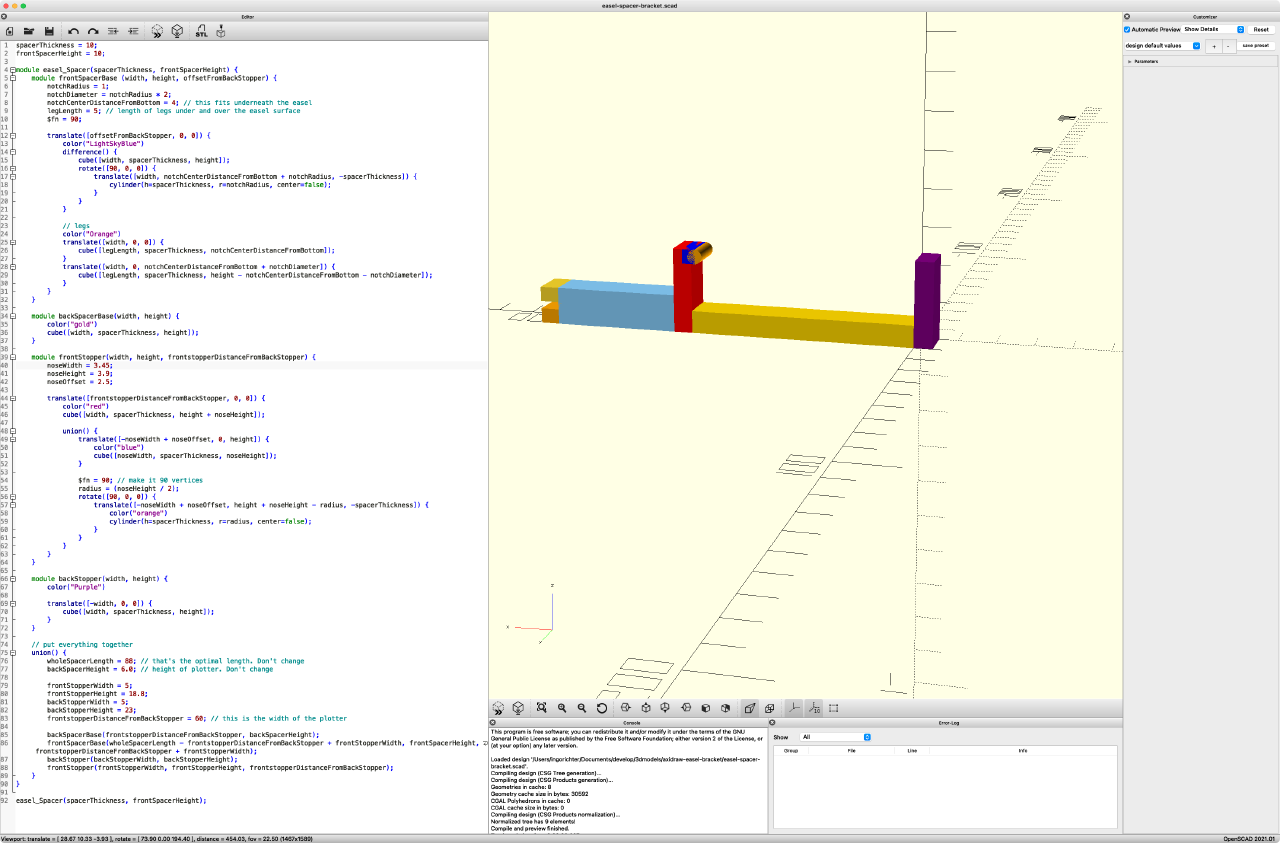 easel-spacer-bracket.scad
Editor
STL
1 spacerThickness = 10;
2 frontSpacerHeight = 10;
3
4 module easel_Spacer(spacerThickness, frontSpacerHeight) {
5 module frontSpacerBase (width, height, offsetFromBackStopper) {
6 notchRadius = 1;
7 notchDiameter = notchRadius * 2;
8 notchCenterDistanceFromBottom = 4; // this fits underneath the easel
9 legLength = 5; // length of legs under and over the easel surface
10 $fn = 90;
11
12 translate([offsetFromBackStopper, 0, 0]) {
13 color("LightSkyBlue")
14 difference() {
15 cube([width, spacerThickness, height]);
16 rotate([90, 0, 0]) {
17 translate([width, notchCenterDistanceFromBottom + notchRadius, -spacerThickness]) {
18 cylinder(h=spacerThickness, r=notchRadius, center=false);
19 }
20 }
21 }
22
23 // legs
24 color("Orange")
25 translate([width, 0, 0]) {
26 cube([legLength, spacerThickness, notchCenterDistanceFromBottom]);
27 }
28 translate([width, 0, notchCenterDistanceFromBottom + notchDiameter]) {
29 cube([legLength, spacerThickness, height - notchCenterDistanceFromBottom - notchDiameter]);
30 }
31 }
32 }
33
34 module backSpacerBase(width, height) {
35 color("gold")
36 cube([width, spacerThickness, height]);
37 }
38
39 module frontStopper(width, height, frontstopperDistanceFromBackStopper) {
40 noseWidth = 3.45;
41 noseHeight = 3.9;
42 noseOffset = 2.5;
43
44 translate([frontstopperDistanceFromBackStopper, 0, 0]) {
45 color("red")
46 cube([width, spacerThickness, height + noseHeight]);
47
48 union() {
49 translate([-noseWidth + noseOffset, 0, height]) {
50 color("blue")
51 cube([noseWidth, spacerThickness, noseHeight]);
52 }
53
54 $fn = 90; // make it 90 vertices
55 radius = (noseHeight / 2);
56 rotate([90, 0, 0]) {
57 translate([-noseWidth + noseOffset, height + noseHeight - radius, -spacerThickness]) {
58 color("orange")
59 cylinder(h=spacerThickness, r=radius, center=false);
60 }
61 }
62 }
63 }
64 }
65
66 module backStopper(width, height) {
67 color("Purple")
68
69 translate([-width, 0, 0]) {
70 cube([width, spacerThickness, height]);
71 }
72 }
73
74 // put everything together
75 union() {
76 wholeSpacerLength = 88; // that's the optimal length. Don't change
77 backSpacerHeight = 6.0; // height of plotter. Don't change
78
79 frontStopperWidth = 5;
80 frontStopperHeight = 18.8;
81 backStopperWidth = 5;
82 backStopperHeight = 23;
83 frontstopperDistanceFromBackStopper = 60; // this is the width of the plotter
84
85 backSpacerBase(frontstopperDistanceFromBackStopper, backSpacerHeight);
86 frontSpacerBase(wholeSpacerLength - frontstopperDistanceFromBackStopper + frontStopperWidth, frontSpacerHeight,
frontstopperDistanceFromBackStopper + frontStopperWidth);
87 backStopper(backStopperWidth, backStopperHeight);
88 frontStopper(frontStopperWidth, frontStopperHeight, frontstopperDistanceFromBackStopper);
89 }
90 }
91
92 easel_Spacer(spacerThickness, frontSpacerHeight);
z
x
y
Console
This program is free software; you can redistribute it and/or modify it under the terms of the GNU
General Public License as published by the Free Software Foundation; either version 2 of the License, or
(at your option) any later version.
Loaded design '/Users/ingorichter/Documents/develop/3dmodels/axidraw-easel-bracket/easel-spacer-
bracket.scad'.
Compiling design (CSG Tree generation)...
Compiling design (CSG Products generation)...
Geometries in cache: 8
Geometry cache size in bytes: 30592
CGAL Polyhedrons in cache: 0
CGAL cache size in bytes: 0
Compiling design (CSG Products normalization)...
Normalized tree has 9 elements!
Compile and preview finished.
Error-Log
Show All
Group File Line Info
Customizer
Automatic Preview Show Details Reset
design default values + - save preset
Parameters
Viewport: translate = [ 28.67 10.33 -3.93 ], rotate = [ 73.90 0.00 194.40 ], distance = 454.03, fov = 22.50 (1467x1589)
OpenSCAD 2021.01